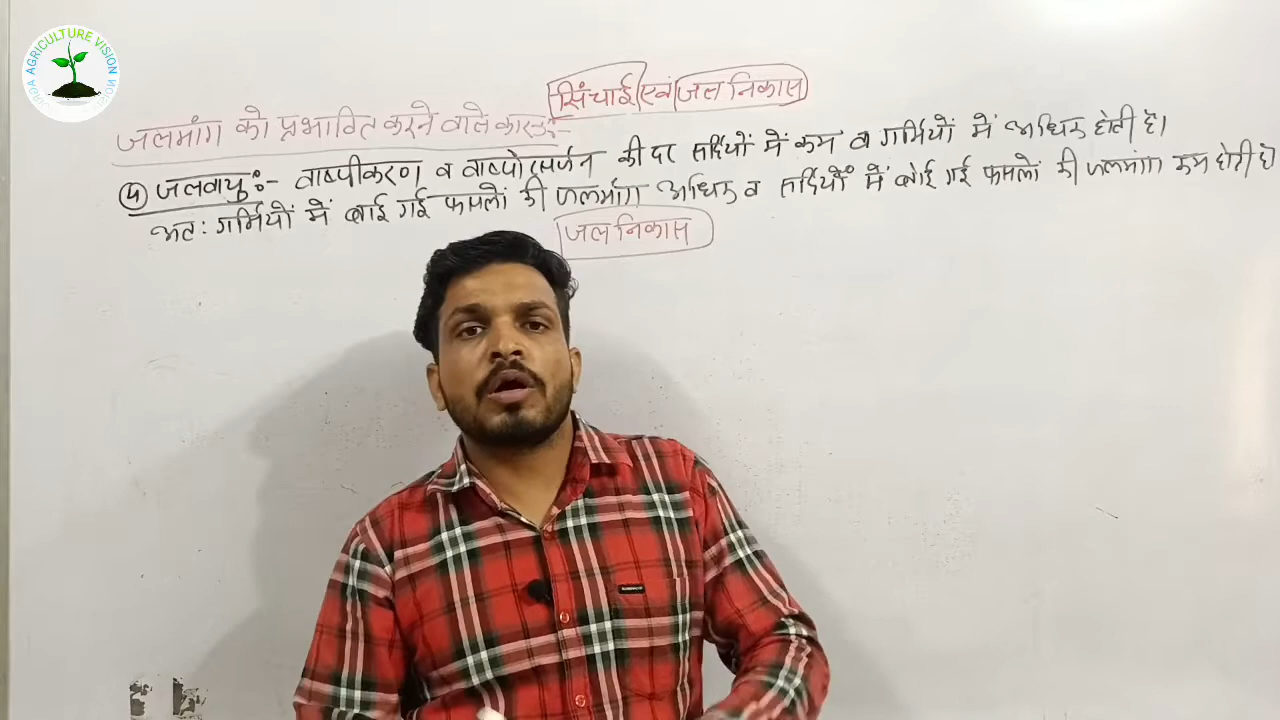 AGRICULTURE VISION
सिंचाई एवं जल निकास
जलमांग को प्रभावित करने वाले कारक:-
(५) जलवायु:- वाष्पीकरण व वाष्पोत्सर्जन की दर सर्दियों में कम व गर्मियों में अधिक होती है।
अतः गर्मियों में बोई गई फसलों की जलमांग अधिक व सर्दियों में बोई गई फसलों की जलमांग कम होती है
जल निकास